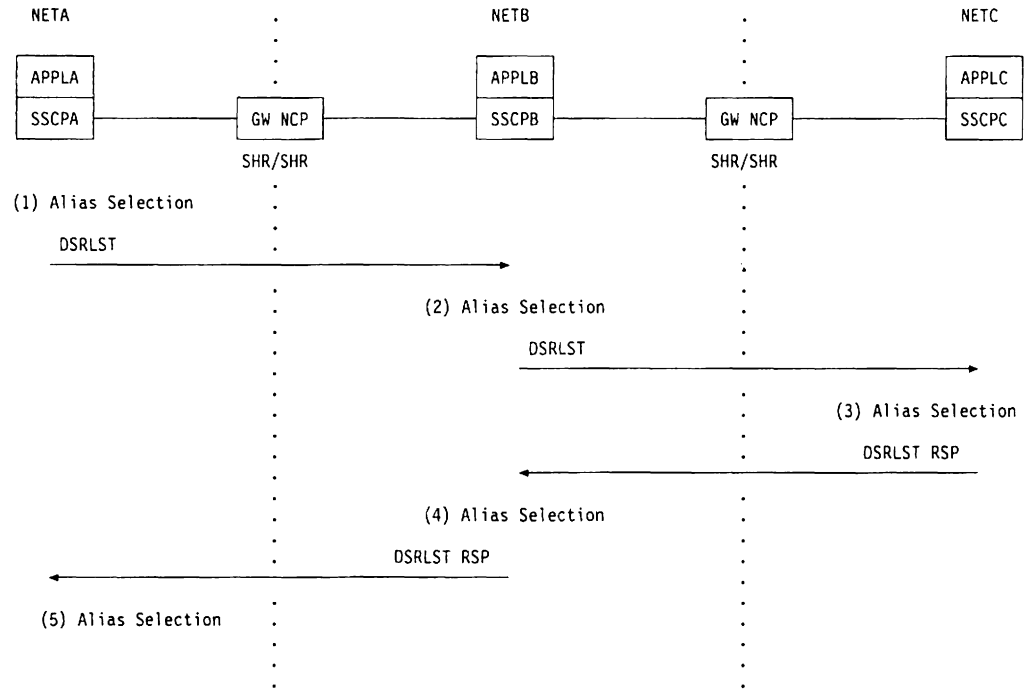 NETA NETB NETC
APPLA APPLB APPLC
SSCPA GW NCP SSCPB GW NCP SSCPC
SHR/SHR SHR/SHR
(1) Alias Selection
DSRLST
(2) Alias Selection
DSRLST
(3) Alias Selection
DSRLST RSP
(4) Alias Selection
DSRLST RSP
(5) Alias Selection